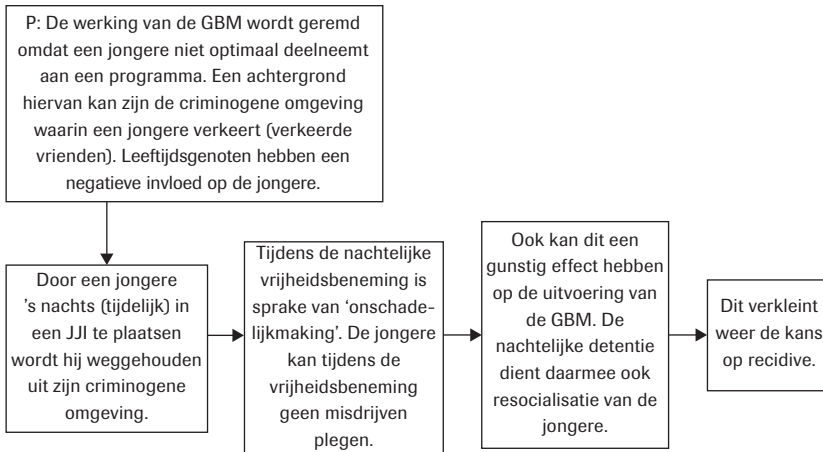 P: De werking van de GBM wordt geremd
omdat een jongere niet optimaal deelneemt
aan een programma. Een achtergrond
hiervan kan zijn de criminogene omgeving
waarin een jongere verkeert (verkeerde
vrienden). Leeftijdsgenoten hebben een
negatieve invloed op de jongere.
Door een jongere
’s nachts (tijdelijk) in
een JJI te plaatsen
wordt hij weggehouden
uit zijn criminogene
omgeving.
Tijdens de nachtelijke
vrijheidsbeneming is
sprake van ‘onschade-
lijkmaking’. De jongere
kan tijdens de
vrijheidsbeneming
geen misdrijven
plegen.
Ook kan dit een
gunstig effect hebben
op de uitvoering van
de GBM. De
nachtelijke detentie
dient daarmee ook
resocialisatie van de
jongere.
Dit verkleint
weer de kans
op recidive.